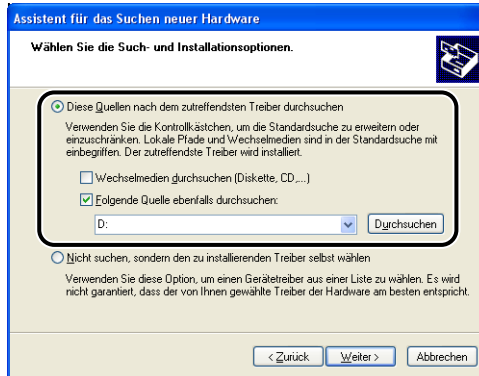 Assistent für das Suchen neuer Hardware
Wählen Sie die Such- und Installationsoptionen.
Diese Quellen nach dem zutreffendsten Treiber durchsuchen
Verwenden Sie die Kontrollkästchen, um die Standardsuche zu erweitern oder
einzuschränken. Lokale Pfade und Wechselmedien sind in der Standardsuche mit
einbegriffen. Der zutreffendste Treiber wird installiert.
Wechselmedien durchsuchen (Diskette, CD,...)
Folgende Quelle ebenfalls durchsuchen:
D: Durchsuchen
Nicht suchen, sondern den zu installierenden Treiber selbst wählen
Verwenden Sie diese Option, um einen Gerätetreiber aus einer Liste zu wählen. Es wird
nicht garantiert, dass der von Ihnen gewählte Treiber der Hardware am besten entspricht.
< Zurück Weiter > Abbrechen